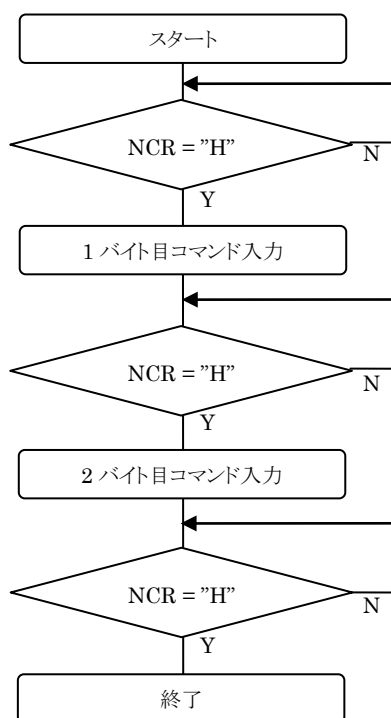 スタート
NCR = ”H”
N
Y
1 バイト目コマンド入力
NCR = ”H”
N
Y
2 バイト目コマンド入力
NCR = ”H”
N
Y
終了